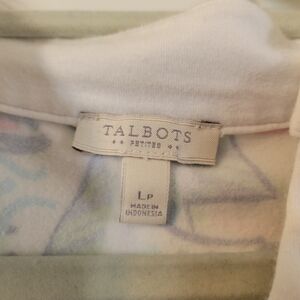 TALBOTS
PETITES
LP
MADE IN
INDONESIA